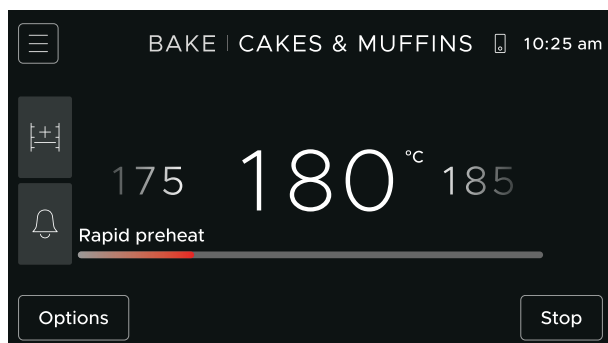 BAKE | CAKES & MUFFINS 10:25 am
175 180 °C 185
Rapid preheat
Options Stop